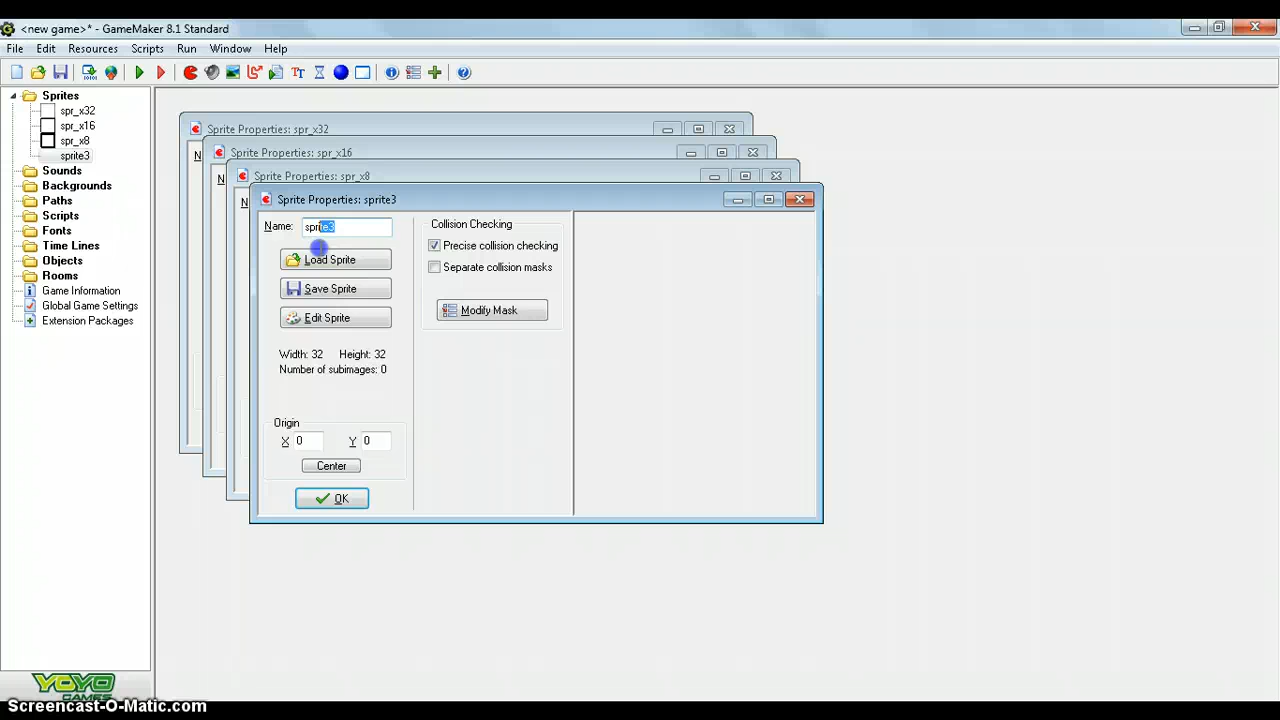 <new game>* - GameMaker 8.1 Standard
File Edit Resources Scripts Run Window Help
Sprites
spr_x32
spr_x16
spr_x8
sprite3
Sounds
Backgrounds
Paths
Scripts
Fonts
Time Lines
Objects
Rooms
Game Information
Global Game Settings
Extension Packages
Sprite Properties: spr_x32
N
Sprite Properties: spr_x16
N
Sprite Properties: spr_x8
N
Sprite Properties: sprite3
Name: sprite3
Load Sprite
Save Sprite
Edit Sprite
Width: 32 Height: 32
Number of subimages: 0
Origin
X 0 Y 0
Center
OK
Collision Checking
Precise collision checking
Separate collision masks
Modify Mask
YOYO
GAMES
Screencast-O-Matic.com